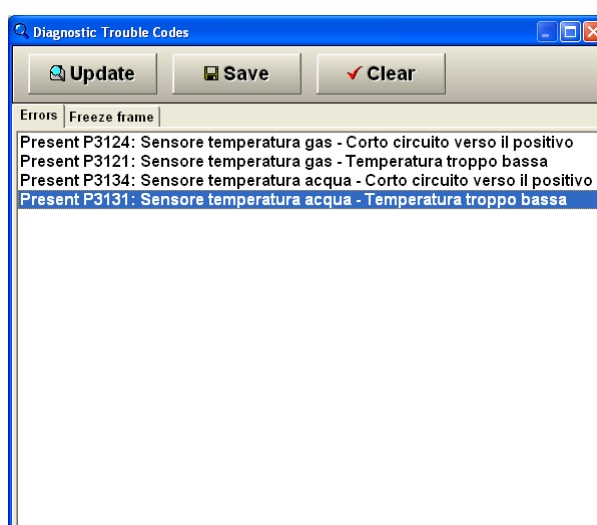 Diagnostic Trouble Codes
Update Save Clear
Errors Freeze frame
Present P3124: Sensore temperatura gas - Corto circuito verso il positivo
Present P3121: Sensore temperatura gas - Temperatura troppo bassa
Present P3134: Sensore temperatura acqua - Corto circuito verso il positivo
Present P3131: Sensore temperatura acqua - Temperatura troppo bassa